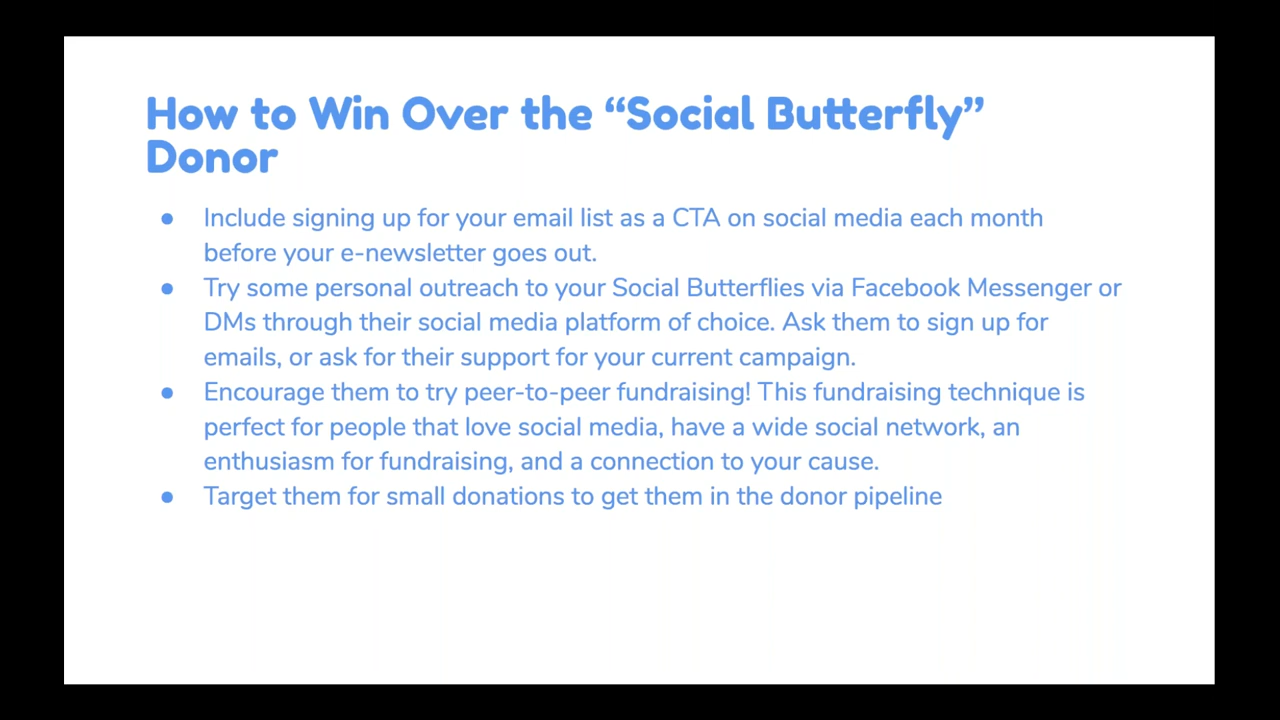 How to Win Over the “Social Butterfly”
Donor
● Include signing up for your email list as a CTA on social media each month
before your e-newsletter goes out.
● Try some personal outreach to your Social Butterflies via Facebook Messenger or
DMs through their social media platform of choice. Ask them to sign up for
emails, or ask for their support for your current campaign.
● Encourage them to try peer-to-peer fundraising! This fundraising technique is
perfect for people that love social media, have a wide social network, an
enthusiasm for fundraising, and a connection to your cause.
● Target them for small donations to get them in the donor pipeline